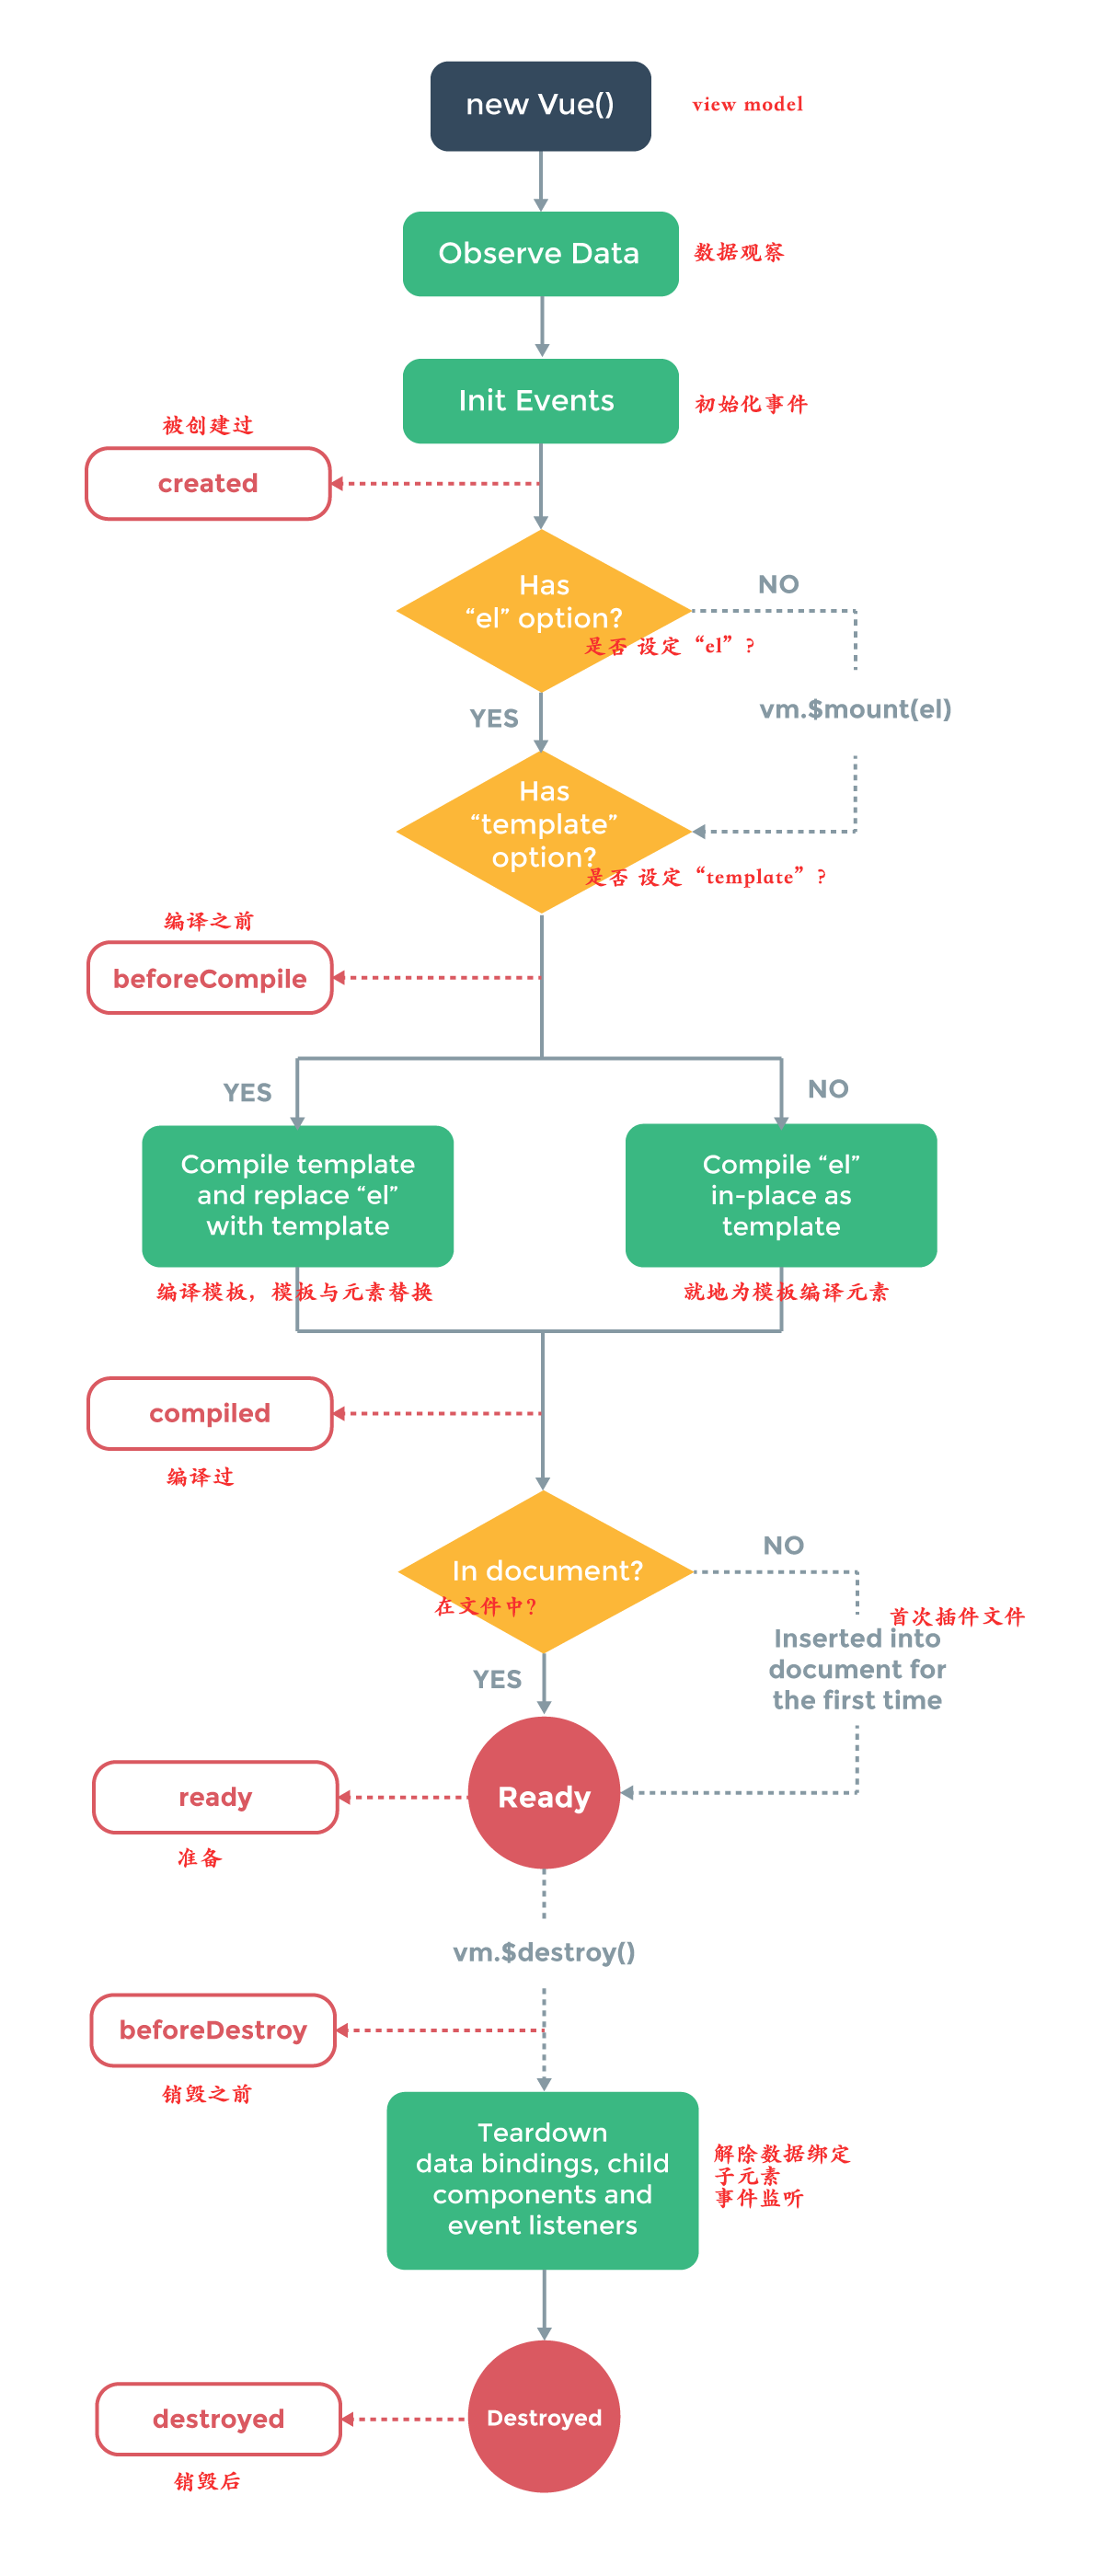 new Vue()
view model
Observe Data
数据观察
Init Events
初始化事件
被创建过
created
Has
“el” option?
是否 设定 “el” ?
NO
YES
vm.$mount(el)
Has
“template”
option?
是否 设定 “template” ?
编译之前
beforeCompile
YES
NO
Compile template
and replace “el”
with template
编译模板，模板与元素替换
Compile “el”
in-place as
template
就地为模板编译元素
compiled
编译过
In document?
在文件中?
NO
YES
首次插件文件
Inserted into
document for
the first time
Ready
ready
准备
vm.$destroy()
beforeDestroy
销毁之前
Teardown
data bindings, child
components and
event listeners
解除数据绑定
子元素
事件监听
Destroyed
destroyed
销毁后